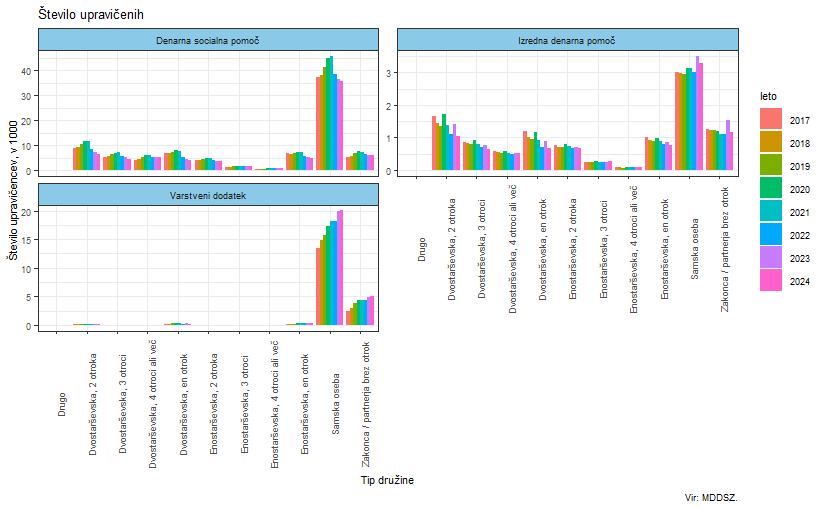 Število upravičenih
Denarna socialna pomoč
Izredna denarna pomoč
Varstveni dodatek
Število upravičencev, v 1000
0
10
20
30
40
0
1
2
3
0
5
10
15
20
Drugo
Dvostarševska, 2 otroka
Dvostarševska, 3 otroci
Dvostarševska, 4 otroci ali več
Dvostarševska, en otrok
Enostarševska, 2 otroka
Enostarševska, 3 otroci
Enostarševska, 4 otroci ali več
Enostarševska, en otrok
Samska oseba
Zakonca / partnerja brez otrok
Drugo
Dvostarševska, 2 otroka
Dvostarševska, 3 otroci
Dvostarševska, 4 otroci ali več
Dvostarševska, en otrok
Enostarševska, 2 otroka
Enostarševska, 3 otroci
Enostarševska, 4 otroci ali več
Enostarševska, en otrok
Samska oseba
Zakonca / partnerja brez otrok
Tip družine
leto
2017
2018
2019
2020
2021
2022
2023
2024
Vir: MDDSZ.